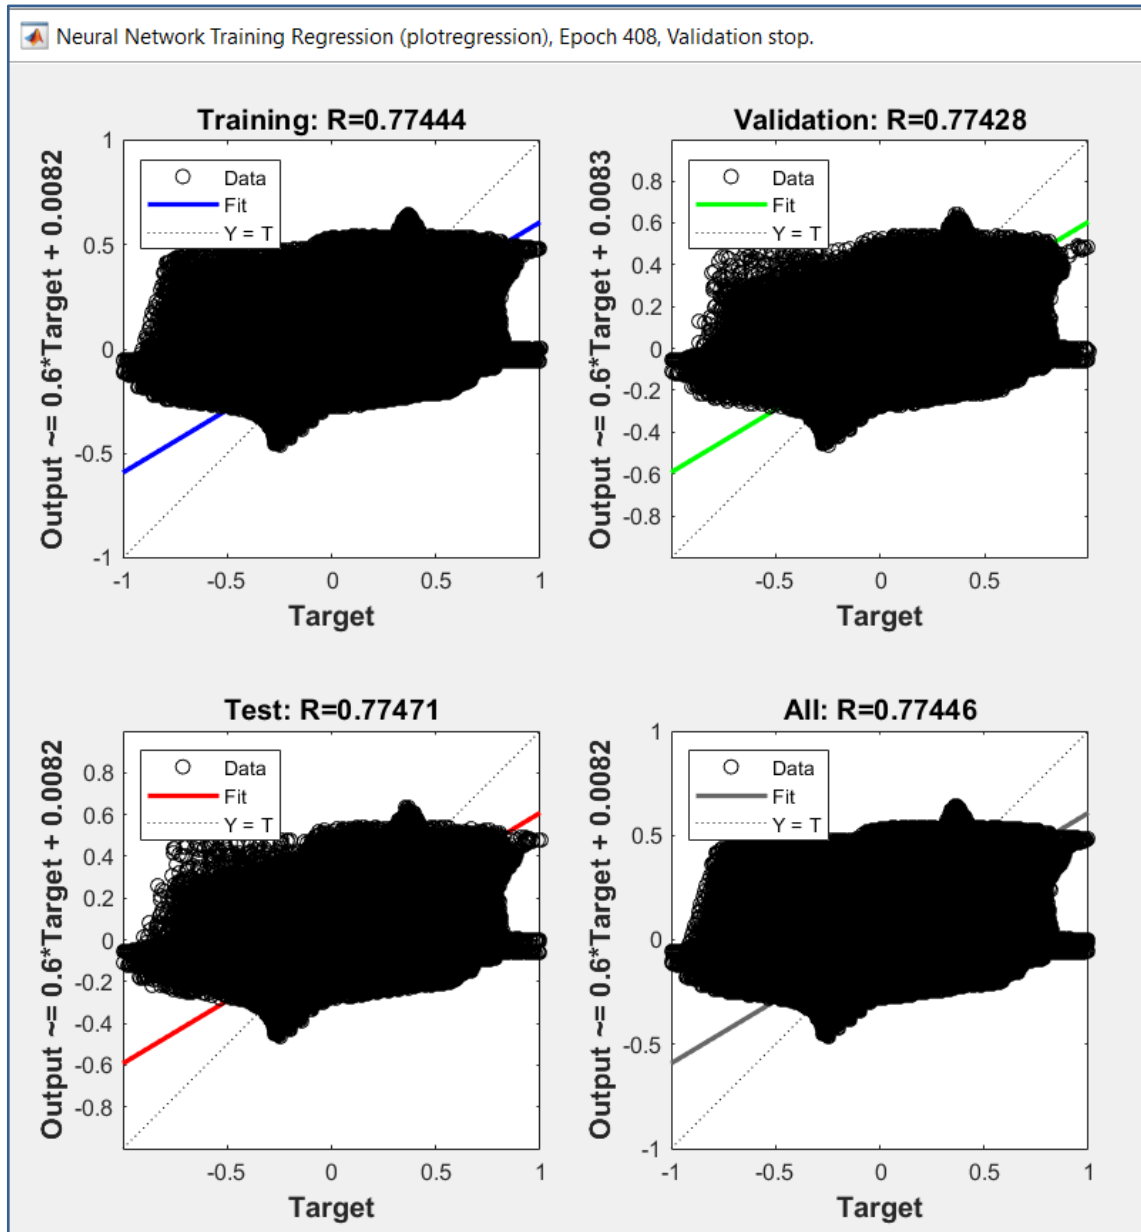 Neural Network Training Regression (plotregression), Epoch 408, Validation stop.
Training: R=0.77444
Output ~= 0.6*Target + 0.0082
1
0.5
0
-0.5
-1
Data
Fit
Y = T
-1
-0.5
0
0.5
1
Target
Validation: R=0.77428
Output ~= 0.6*Target + 0.0083
0.8
0.6
0.4
0.2
0
-0.2
-0.4
-0.6
-0.8
Data
Fit
Y = T
-0.5
0
0.5
Target
Test: R=0.77471
Output ~= 0.6*Target + 0.0082
0.8
0.6
0.4
0.2
0
-0.2
-0.4
-0.6
-0.8
Data
Fit
Y = T
-0.5
0
0.5
1
Target
All: R=0.77446
Output ~= 0.6*Target + 0.0082
1
0.5
0
-0.5
-1
Data
Fit
Y = T
-1
-0.5
0
0.5
1
Target